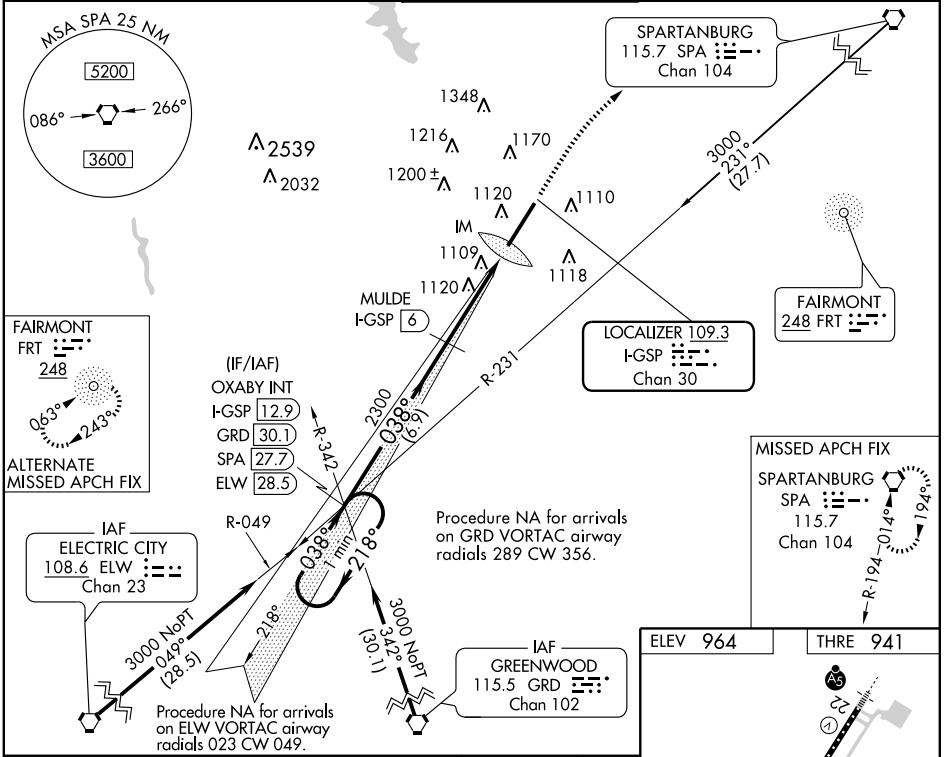 MSA SPA 25 NM
5200
086°
266°
3600
2539
2032
1348
1216
1170
1200 ±
1120
1110
IM
1109
1118
1120
SPARTANBURG
115.7 SPA
Chan 104
3000
231°
(27.7)
MULDE
I-GSP 6
R-231
LOCALIZER 109.3
I-GSP
Chan 30
FAIRMONT
248 FRT
FAIRMONT
FRT
248
063°
243°
ALTERNATE
MISSED APCH FIX
(IF/IAF)
OXABY INT
I-GSP 12.9
GRD 30.1
SPA 27.7
ELW 28.5
R-342
2300
038°
(6.9)
R-049
038°
1 min
218°
218°
Procedure NA for arrivals
on GRD VORTAC airway
radials 289 CW 356.
MISSED APCH FIX
SPARTANBURG
SPA
115.7
Chan 104
194°
R-194
014°
IAF
ELECTRIC CITY
108.6 ELW
Chan 23
3000 NoPT
049°
(28.5)
3000 NoPT
342°
(30.1)
IAF
GREENWOOD
115.5 GRD
Chan 102
Procedure NA for arrivals
on ELW VORTAC airway
radials 023 CW 049.
ELEV 964
THRE 941
A5
22
V